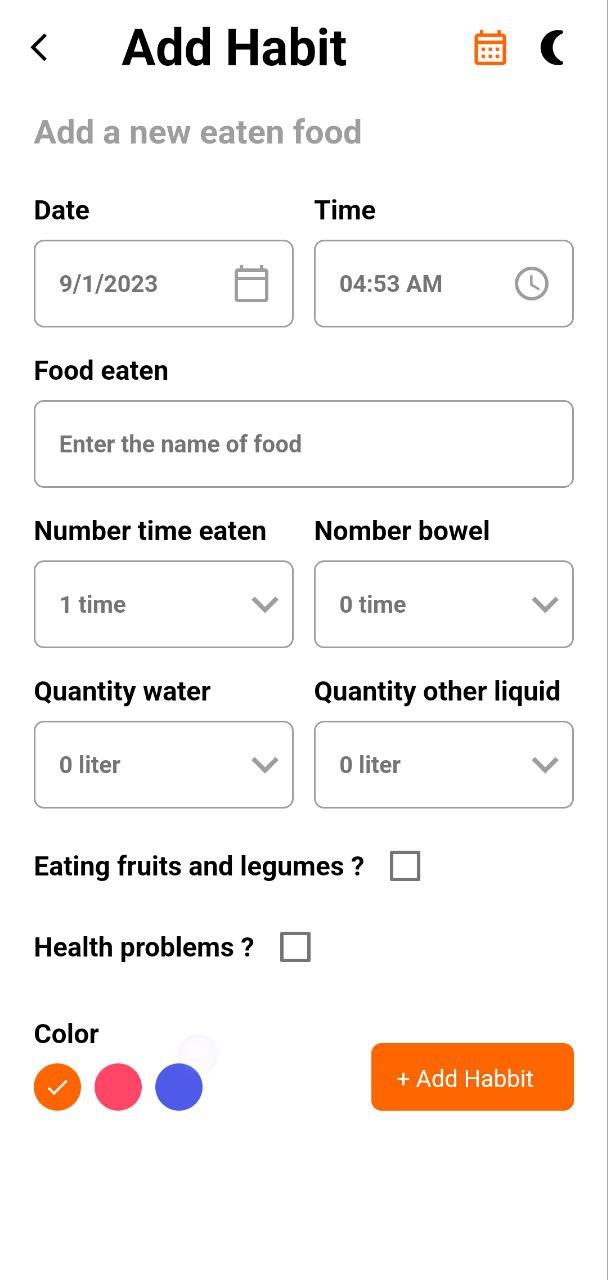 Add Habit
Add a new eaten food
Date Time
9/1/2023 04:53 AM
Food eaten
Enter the name of food
Number time eaten Nomber bowel
1 time 0 time
Quantity water Quantity other liquid
0 liter 0 liter
Eating fruits and legumes ?
Health problems ?
Color
+ Add Habbit